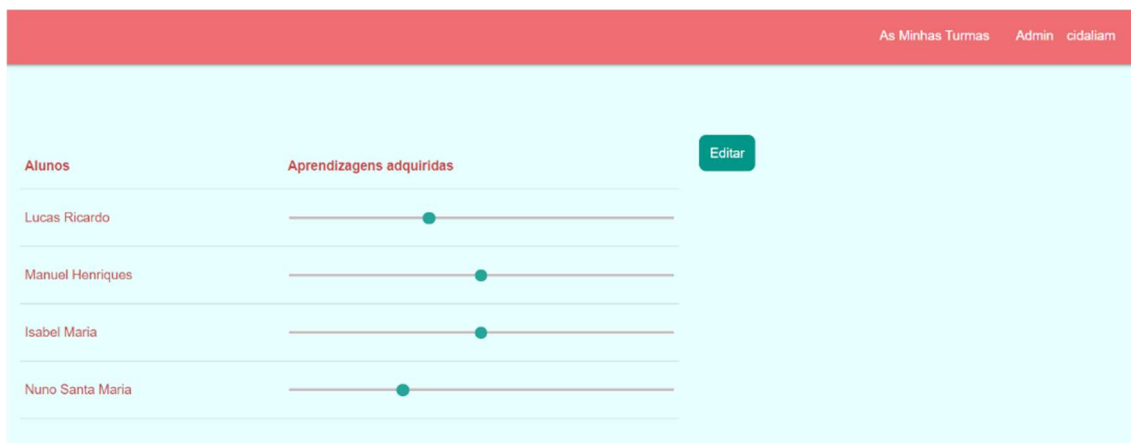 As Minhas Turmas Admin cidaliam
Editar
Alunos Aprendizagens adquiridas
Lucas Ricardo
Manuel Henriques
Isabel Maria
Nuno Santa Maria